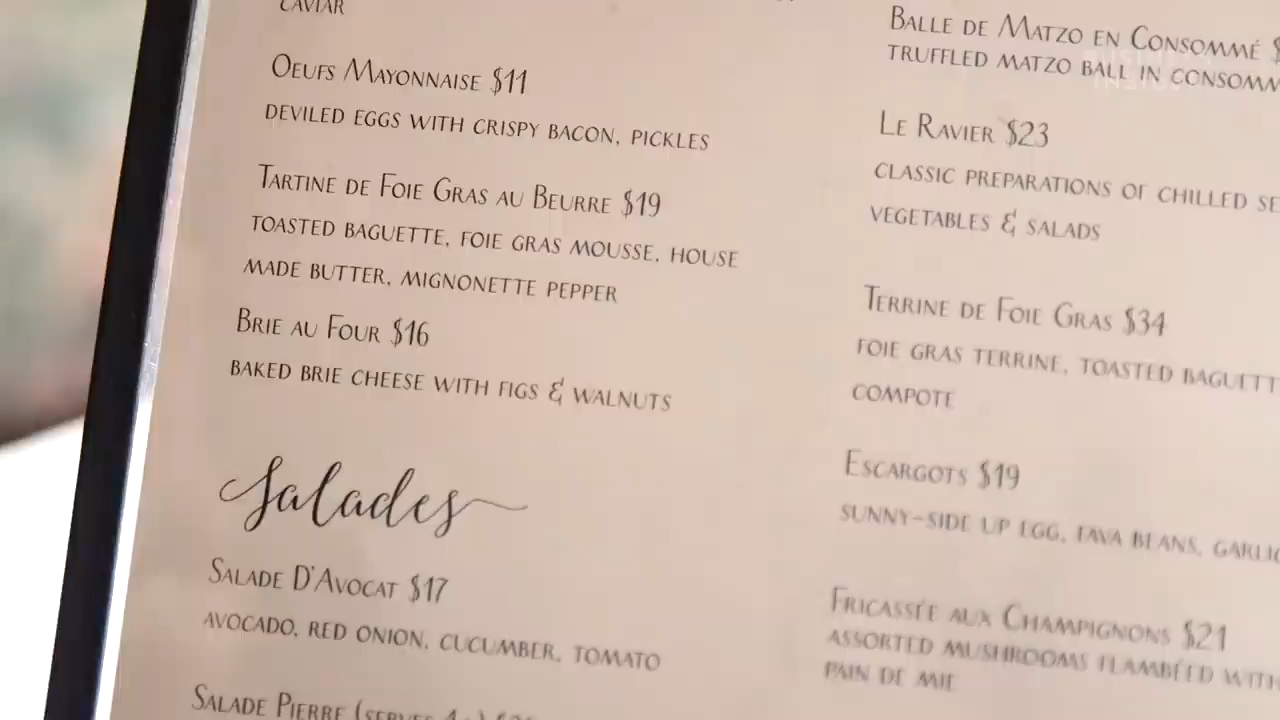 CAVIAR
OEUFS MAYONNAISE $11
DEVILED EGGS WITH CRISPY BACON, PICKLES
TARTINE DE FOIE GRAS AU BEURRE $19
TOASTED BAGUETTE, FOIE GRAS MOUSSE, HOUSE
MADE BUTTER, MIGNONETTE PEPPER
BRIE AU FOUR $16
BAKED BRIE CHEESE WITH FIGS & WALNUTS
Salades
SALADE D'AVOCAT $17
AVOCADO, RED ONION, CUCUMBER, TOMATO
SALADE PIERRE
BALLE DE MATZO EN CONSOMMÉ
TRUFFLED MATZO BALL IN
LE RAVIER $23
CLASSIC PREPARATIONS OF CHILLED
VEGETABLES & SALADS
TERRINE DE FOIE GRAS $34
FOIE GRAS TERRINE, TOASTED
COMPOTE
ESCARGOTS $19
SUNNY-SIDE UP EGG, FAVA BEANS,
FRICASSÉE AUX CHAMPIGNONS $21
ASSORTED MUSHROOMS FLAMBÉED WITH
PAIN DE MIE